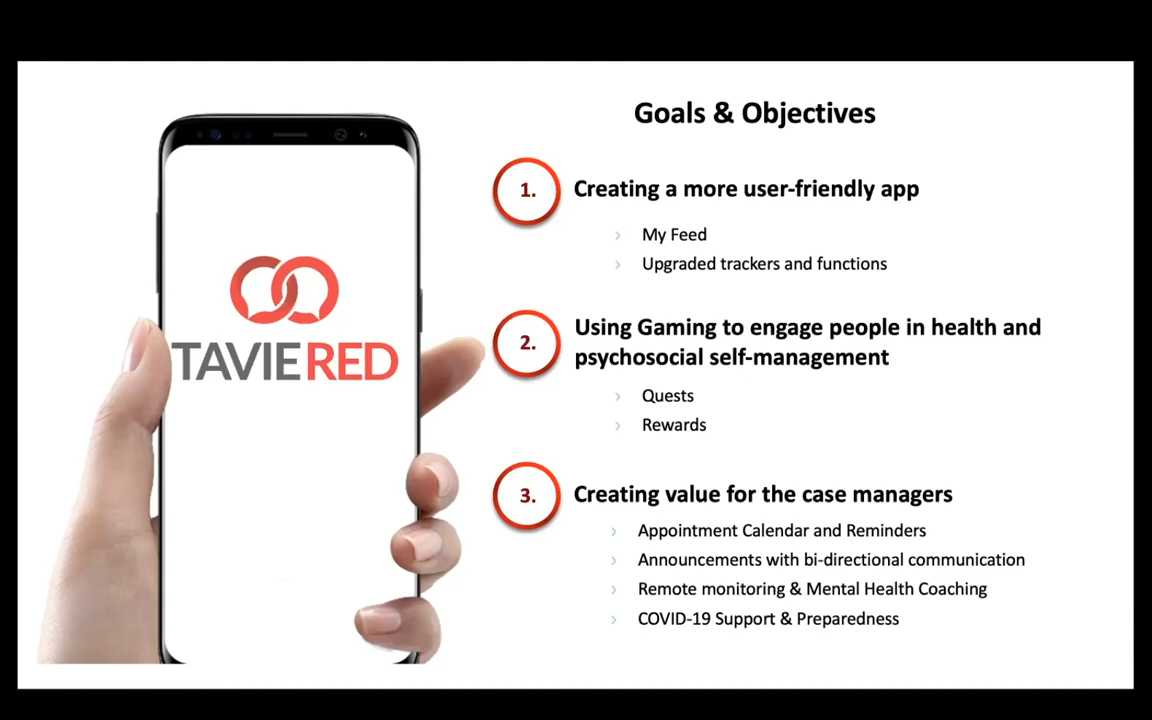 Goals & Objectives
1.
Creating a more user-friendly app
My Feed
Upgraded trackers and functions
TAVIE RED
2.
Using Gaming to engage people in health and
psychosocial self-management
Quests
Rewards
3.
Creating value for the case managers
Appointment Calendar and Reminders
Announcements with bi-directional communication
Remote monitoring & Mental Health Coaching
COVID-19 Support & Preparedness